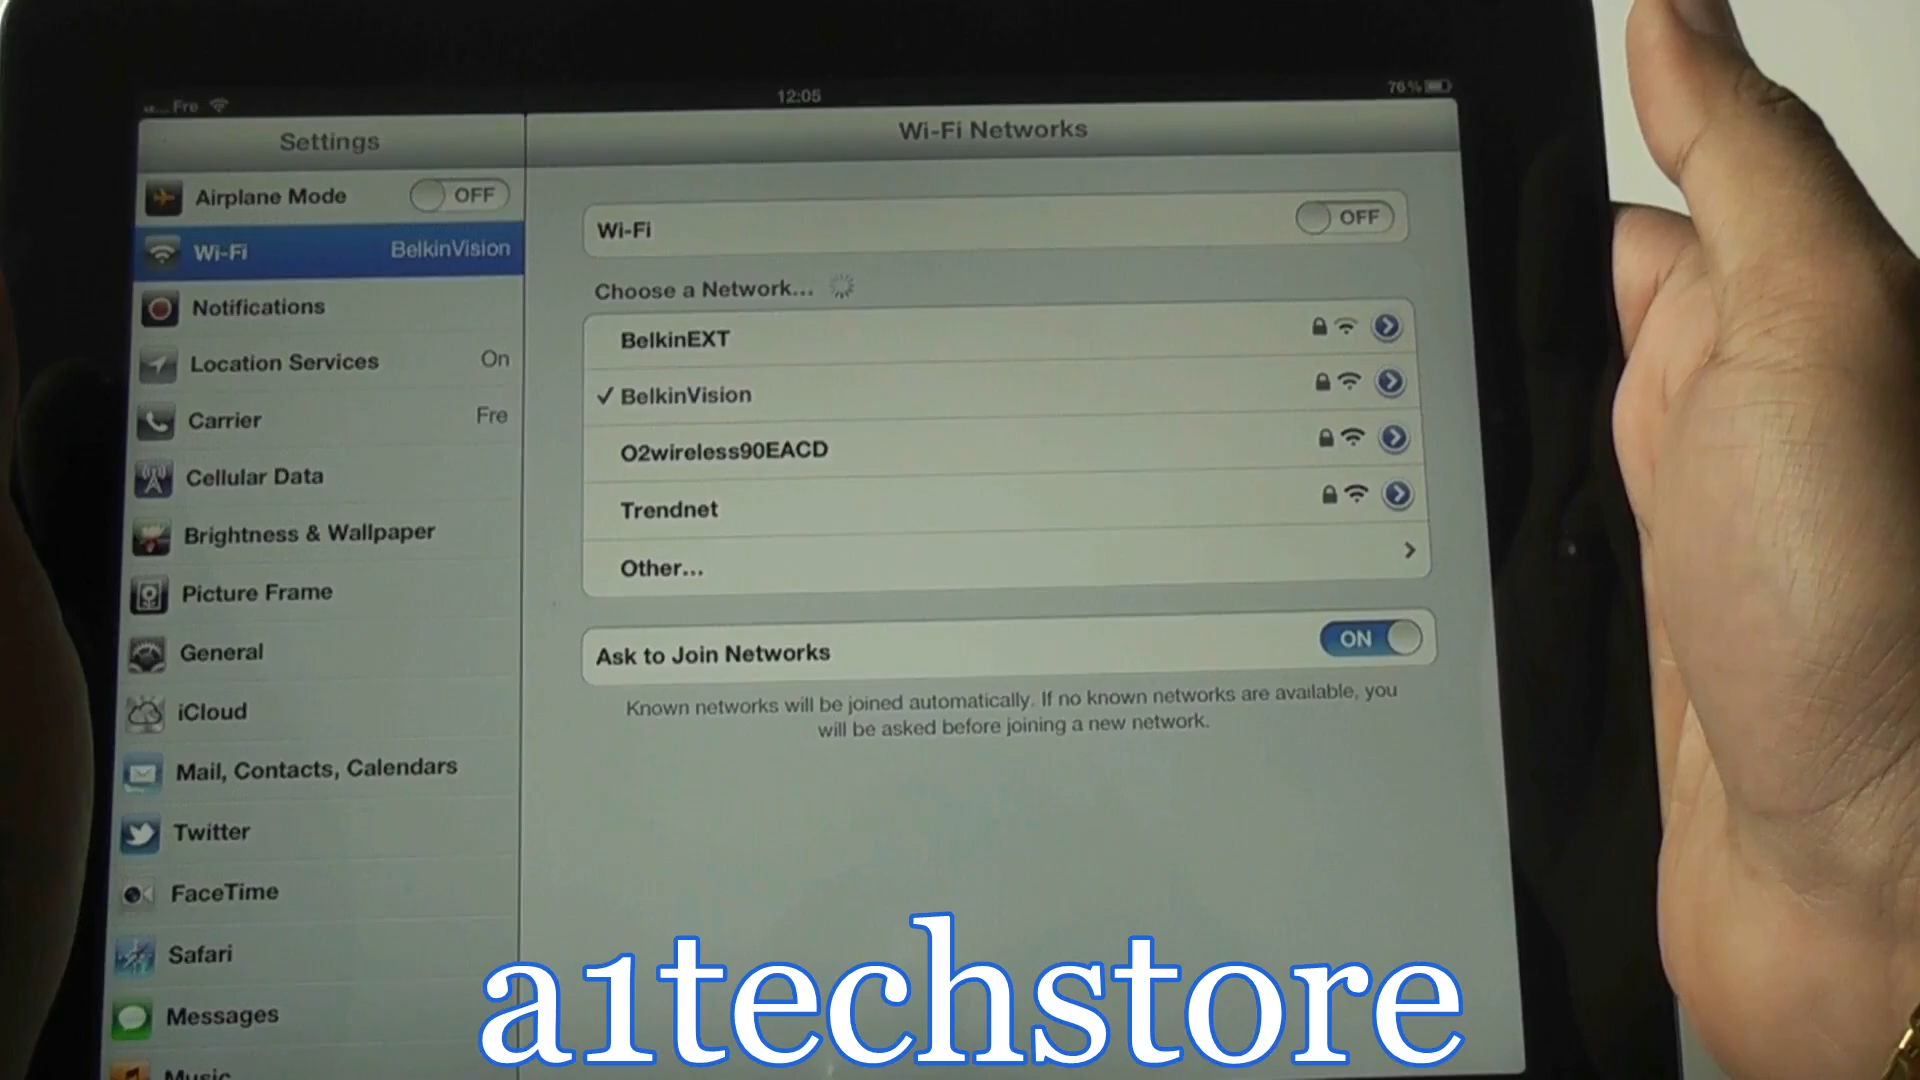 Fre
12:05
76%
Settings
Wi-Fi Networks
Airplane Mode OFF
Wi-Fi BelkinVision
Notifications
Location Services On
Carrier Fre
Cellular Data
Brightness & Wallpaper
Picture Frame
General
iCloud
Mail, Contacts, Calendars
Twitter
FaceTime
Safari
Messages
Music
Wi-Fi OFF
Choose a Network...
BelkinEXT
BelkinVision
O2wireless90EACD
Trendnet
Other...
Ask to Join Networks ON
Known networks will be joined automatically. If no known networks are available, you
will be asked before joining a new network.
a1techstore